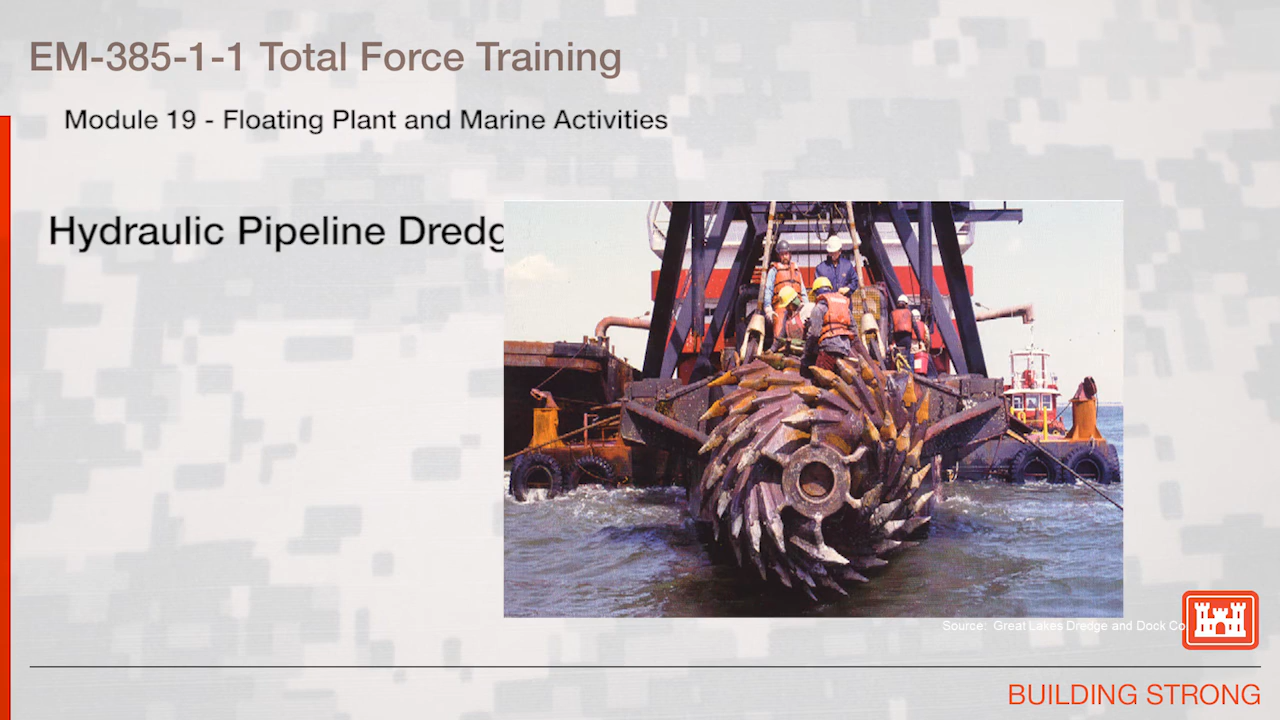 EM-385-1-1 Total Force Training
Module 19 - Floating Plant and Marine Activities
Hydraulic Pipeline Dredg
Source: Great Lakes Dredge and Dock Co
BUILDING STRONG